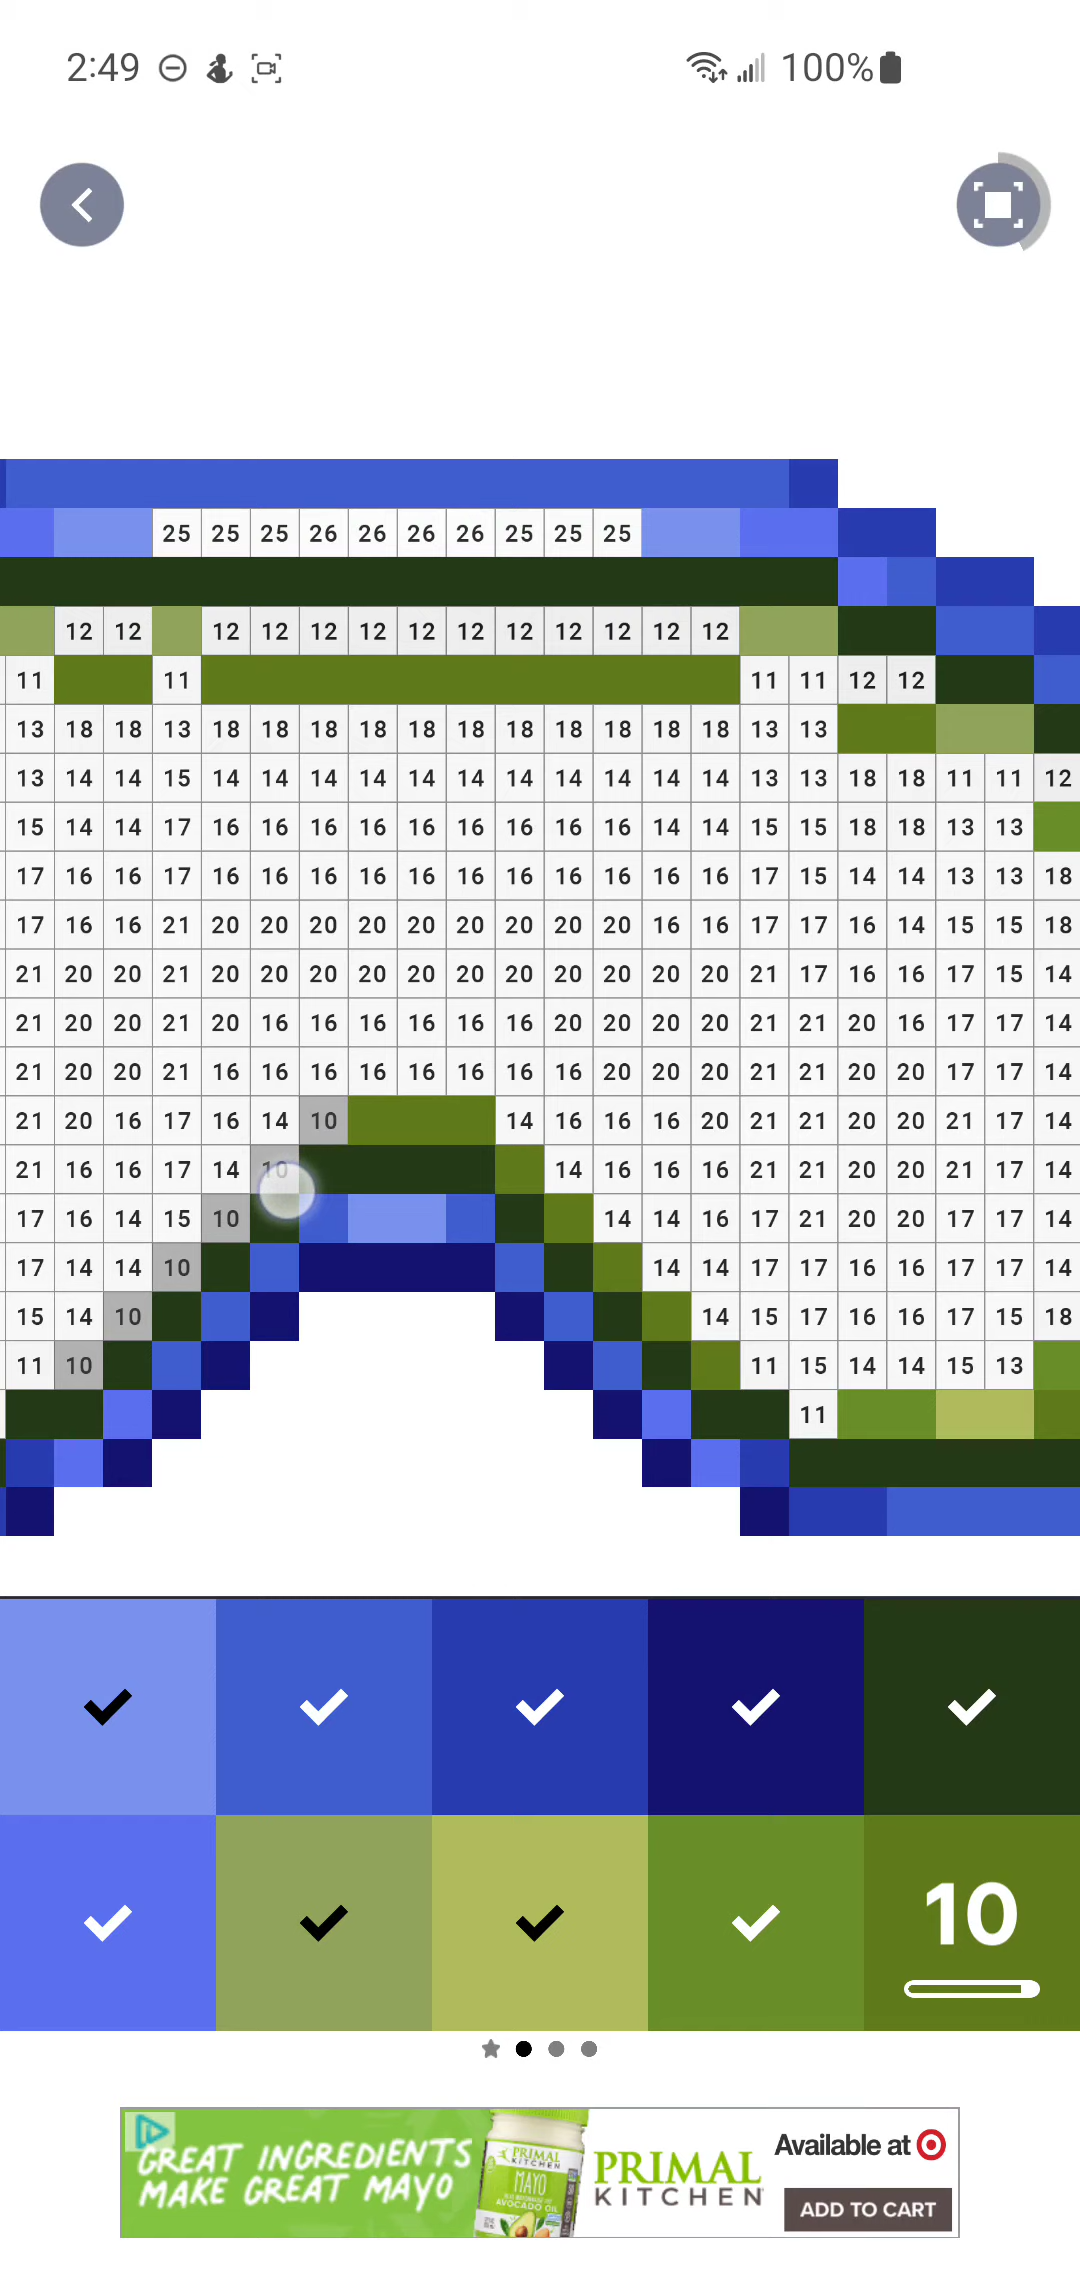 2:49 100%
25 25 25 26 26 26 26 25 25 25
12 12 12 12 12 12 12 12 12 12 12 12 12
11 11 11 11 12 12
13 18 18 13 18 18 18 18 18 18 18 18 18 18 18 13 13
13 14 14 15 14 14 14 14 14 14 14 14 14 14 14 13 13 18 18 11 11 12
15 14 14 17 16 16 16 16 16 16 16 16 16 14 14 15 15 18 18 13 13
17 16 16 17 16 16 16 16 16 16 16 16 16 16 16 17 15 14 14 13 13 18
17 16 16 21 20 20 20 20 20 20 20 20 20 16 16 17 17 16 14 15 15 18
21 20 20 21 20 20 20 20 20 20 20 20 20 20 20 21 17 16 16 17 15 14
21 20 20 21 20 16 16 16 16 16 16 20 20 20 20 21 21 20 16 17 17 14
21 20 20 21 16 16 16 16 16 16 16 16 20 20 20 21 21 20 20 17 17 14
21 20 16 17 16 14 10 14 16 16 16 20 21 21 20 20 21 17 14
21 16 16 17 14 10 14 16 16 16 21 21 20 20 21 17 14
17 16 14 15 10 14 14 16 17 21 20 20 17 17 14
17 14 14 10 14 14 17 17 16 16 17 17 14
15 14 10 14 15 17 16 16 17 15 18
11 10 11 15 14 14 15 13
11
10
GREAT INGREDIENTS
MAKE GREAT MAYO
PRIMAL
KITCHEN
MAYO
AVOCADO OIL
PRIMAL
KITCHEN
Available at
ADD TO CART